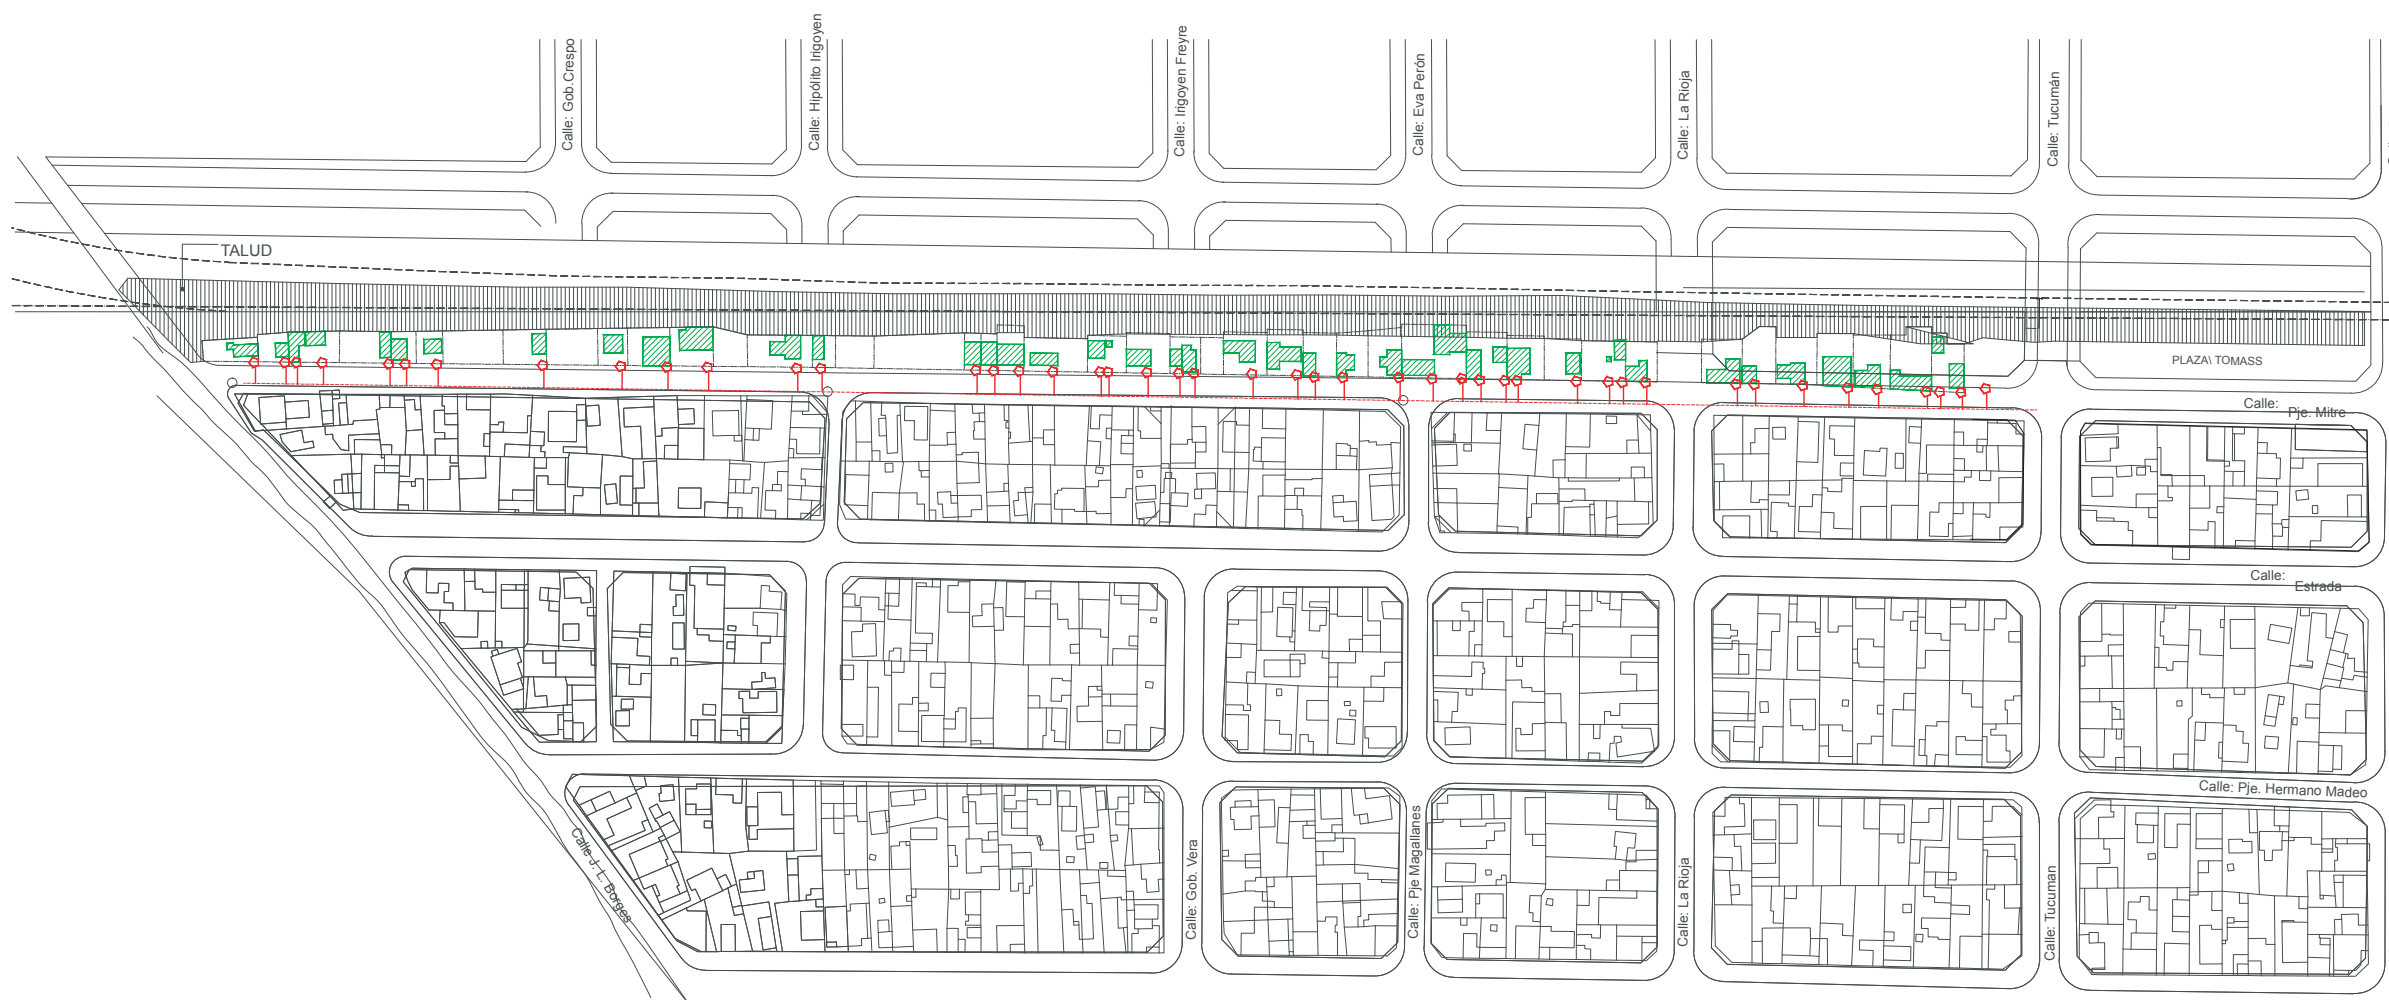 Calle: Gob.Crespo
Calle: Hipólito Irigoyen
Calle: Irigoyen Freyre
Calle: Eva Perón
Calle: La Rioja
Calle: Tucumán
TALUD
PLAZA\ TOMASS
Calle:
Pje. Mitre
Calle:
Estrada
Calle: Pje. Hermano Madeo
Calle J. L. Borges
Calle: Gob. Vera
Calle: Pje Magallanes
Calle: La Rioja
Calle: Tucuman